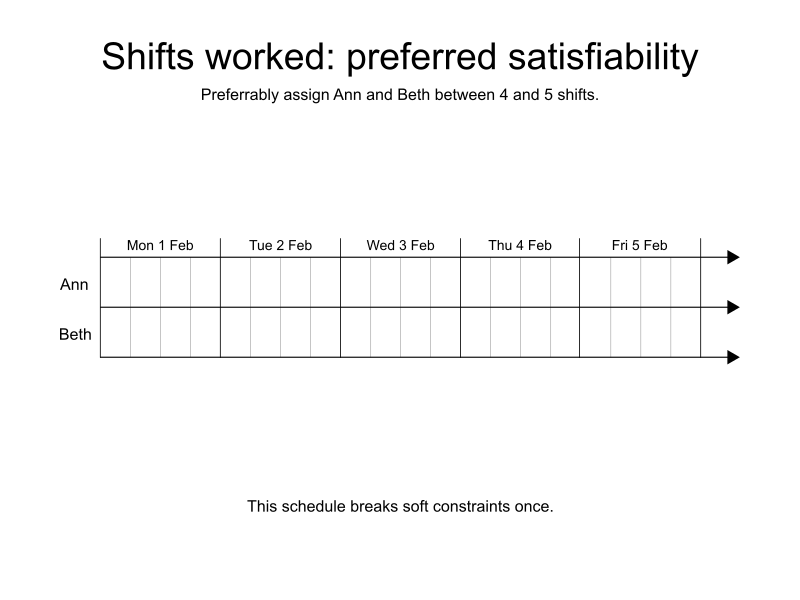 Shifts worked: preferred satisfiability
Preferrably assign Ann and Beth between 4 and 5 shifts.
Mon 1 Feb Tue 2 Feb Wed 3 Feb Thu 4 Feb Fri 5 Feb
Ann
Beth
This schedule breaks soft constraints once.